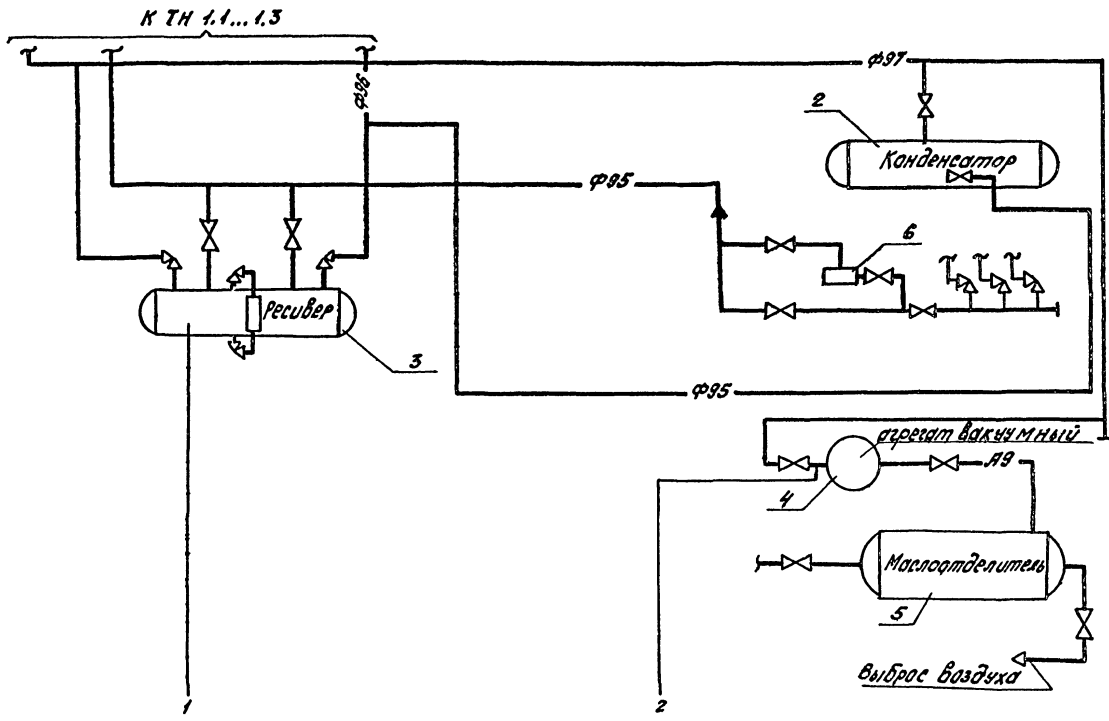 К ТН 1.1...1.3
Ф97
Ф96
2
Конденсатор
Ф95
6
Ресивер
3
Ф95
агрегат вакуумный
А9
4
Маслоотделитель
5
выброс воздуха
1
2